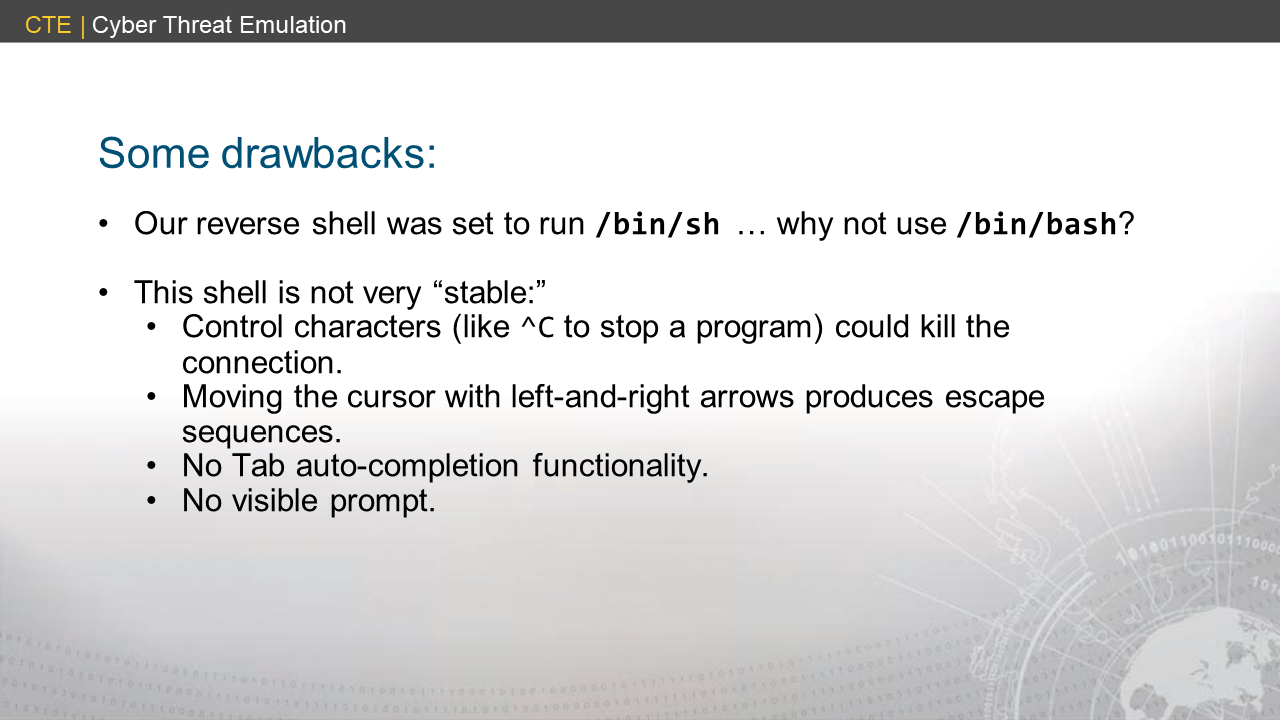 CTE | Cyber Threat Emulation
Some drawbacks:
• Our reverse shell was set to run /bin/sh … why not use /bin/bash?
• This shell is not very “stable:”
• Control characters (like ^C to stop a program) could kill the
connection.
• Moving the cursor with left-and-right arrows produces escape
sequences.
• No Tab auto-completion functionality.
• No visible prompt.